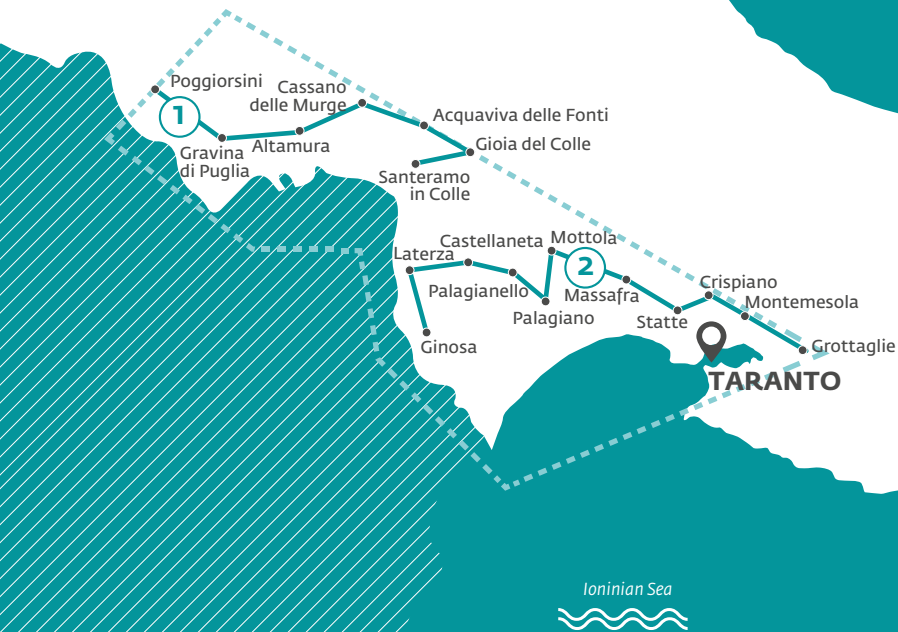 Poggiorsini
1
Cassano
delle Murge
Acquaviva delle Fonti
Gioia del Colle
Gravina
di Puglia
Altamura
Santeramo
in Colle
Castellaneta
Mottola
Laterza
2
Palagianello
Massafra
Crispiano
Montemesola
Palagiano
Statte
Ginosa
Grottaglie
TARANTO
Ioninian Sea